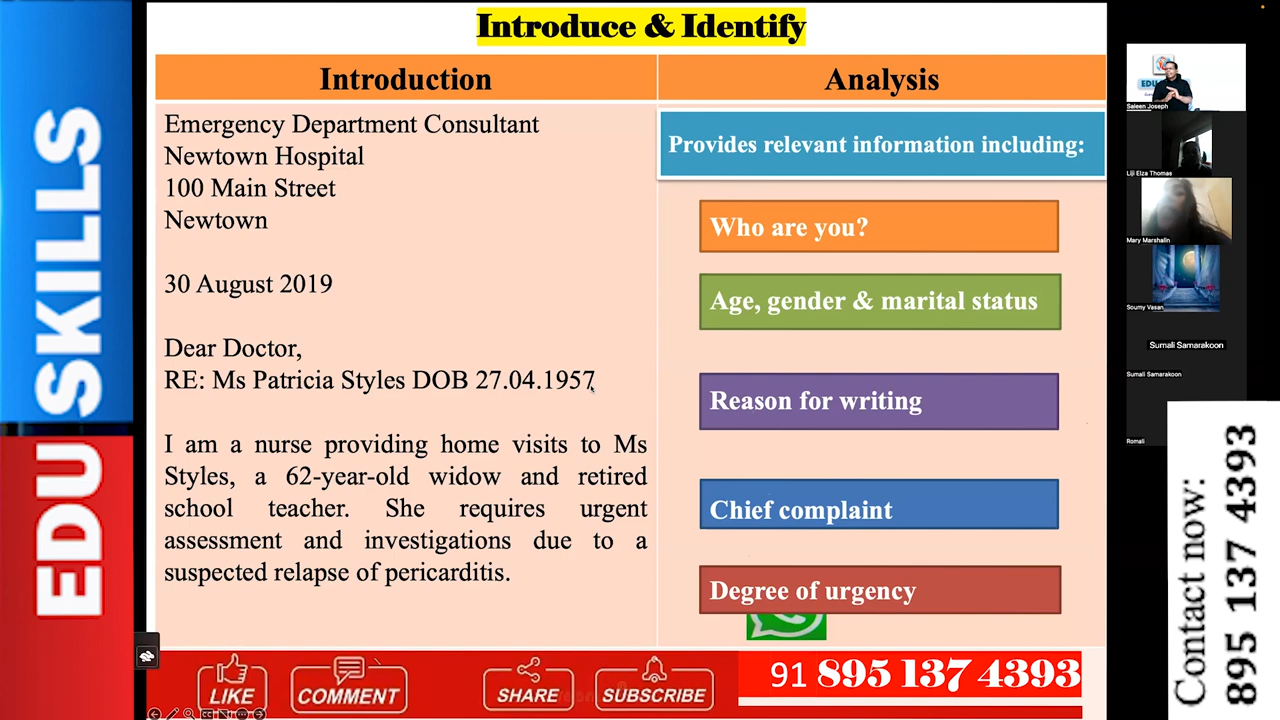 Introduce & Identify
EDU SKILLS
Introduction
Analysis
Emergency Department Consultant
Newtown Hospital
100 Main Street
Newtown
30 August 2019
Dear Doctor,
RE: Ms Patricia Styles DOB 27.04.1957
I am a nurse providing home visits to Ms
Styles, a 62-year-old widow and retired
school teacher. She requires urgent
assessment and investigations due to a
suspected relapse of pericarditis.
Provides relevant information including:
Who are you?
Age, gender & marital status
Reason for writing
Chief complaint
Degree of urgency
LIKE
COMMENT
SHARE
SUBSCRIBE
91 895 137 4393
EDU
Saleen Joseph
Liji Elza Thomas
Mary Marshalin
Soumy Vasan
Sumali Samarakoon
Sumali Samarakoon
Romali
Contact now:
895 137 4393